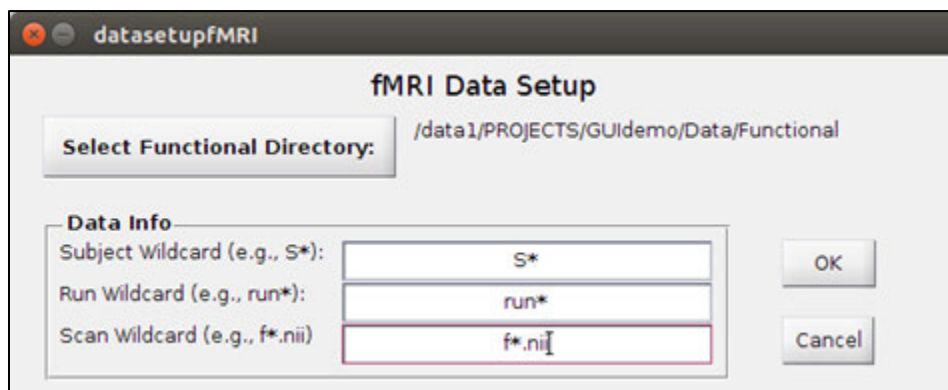 datasetupfMRI
fMRI Data Setup
Select Functional Directory:
/data1/PROJECTS/GUIdemo/Data/Functional
Data Info
Subject Wildcard (e.g., S*):
S*
Run Wildcard (e.g., run*):
run*
Scan Wildcard (e.g., f*.nii)
f*.nii
OK
Cancel